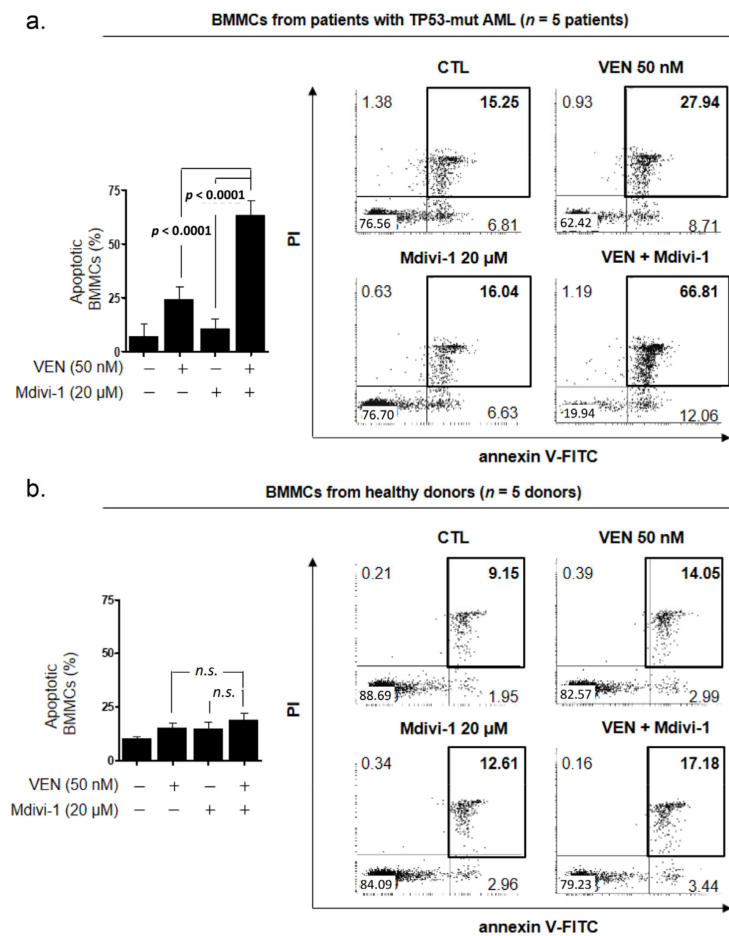 a.
BMMCs from patients with TP53-mut AML (n = 5 patients)
CTL
VEN 50 nM
1.38
15.25
0.93
27.94
76.56
6.81
62.42
8.71
Mdivi-1 20 µM
VEN + Mdivi-1
0.63
16.04
1.19
66.81
76.70
6.63
19.94
12.06
PI
annexin V-FITC
75
50
25
0
Apoptotic
BMMCs (%)
p < 0.0001
p < 0.0001
VEN (50 nM) – + – +
Mdivi-1 (20 µM) – – + +
b.
BMMCs from healthy donors (n = 5 donors)
CTL
VEN 50 nM
0.21
9.15
0.39
14.05
88.69
1.95
82.57
2.99
Mdivi-1 20 µM
VEN + Mdivi-1
0.34
12.61
0.16
17.18
84.09
2.96
79.23
3.44
PI
annexin V-FITC
75
50
25
0
Apoptotic
BMMCs (%)
n.s.
n.s.
VEN (50 nM) – + – +
Mdivi-1 (20 µM) – – + +